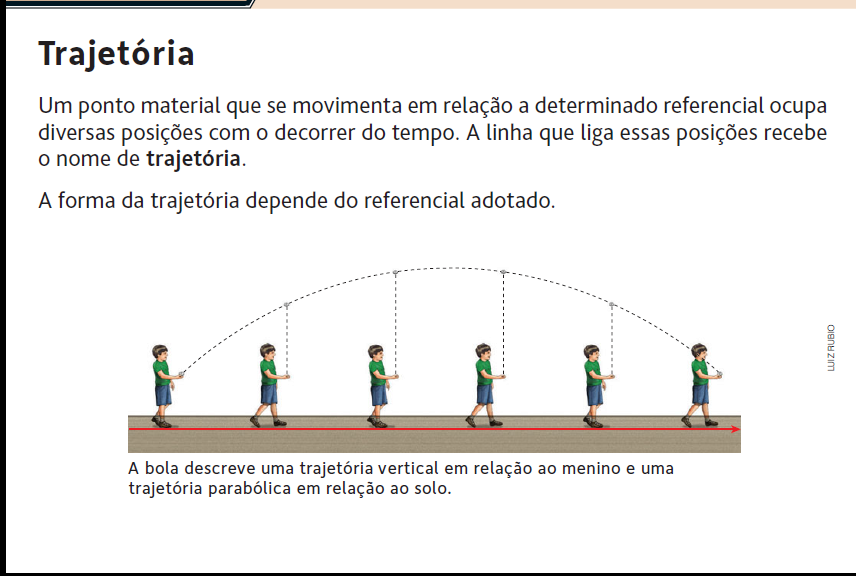 Trajetória
Um ponto material que se movimenta em relação a determinado referencial ocupa
diversas posições com o decorrer do tempo. A linha que liga essas posições recebe
o nome de trajetória.
A forma da trajetória depende do referencial adotado.
LUIZ RUBIO
A bola descreve uma trajetória vertical em relação ao menino e uma
trajetória parabólica em relação ao solo.